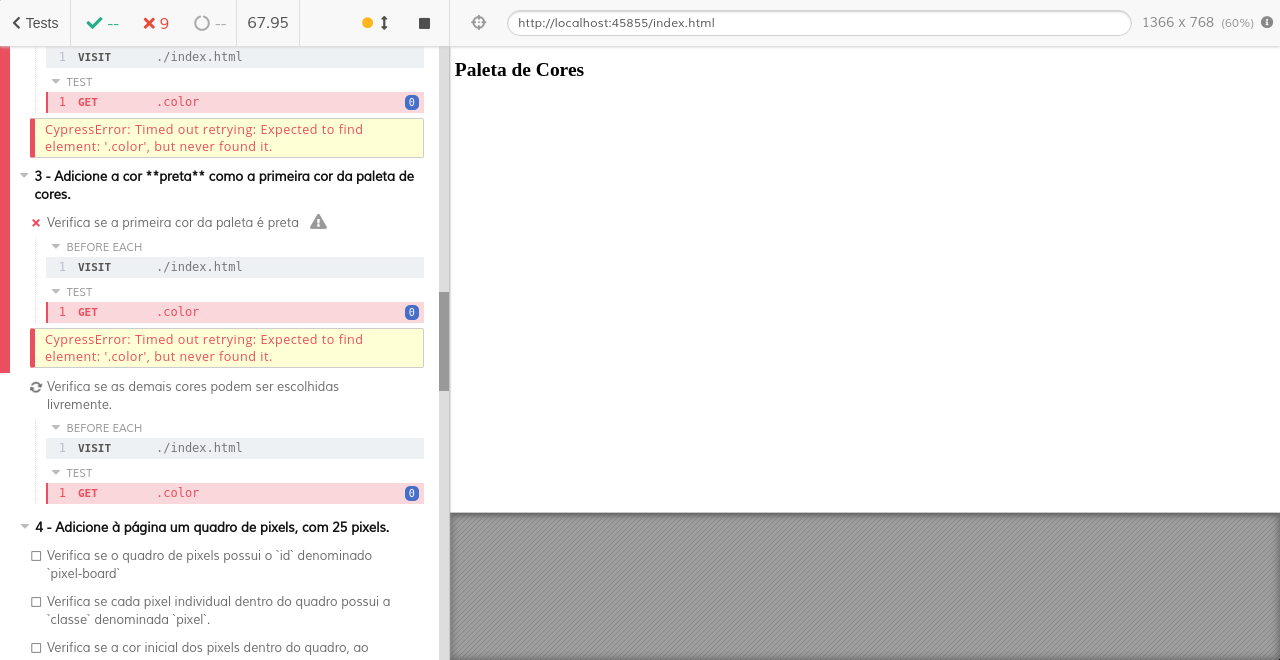 Tests
--
9
--
67.95
http://localhost:45855/index.html
1366 x 768 (60%)
1 VISIT ./index.html
TEST
1 GET .color 0
CypressError: Timed out retrying: Expected to find
element: '.color', but never found it.
3 - Adicione a cor **preta** como a primeira cor da paleta de
cores.
Verifica se a primeira cor da paleta é preta
BEFORE EACH
1 VISIT ./index.html
TEST
1 GET .color 0
CypressError: Timed out retrying: Expected to find
element: '.color', but never found it.
Verifica se as demais cores podem ser escolhidas
livremente.
BEFORE EACH
1 VISIT ./index.html
TEST
1 GET .color 0
4 - Adicione à página um quadro de pixels, com 25 pixels.
Verifica se o quadro de pixels possui o `id` denominado
`pixel-board`
Verifica se cada pixel individual dentro do quadro possui a
`classe` denominada `pixel`.
Verifica se a cor inicial dos pixels dentro do quadro, ao
Paleta de Cores